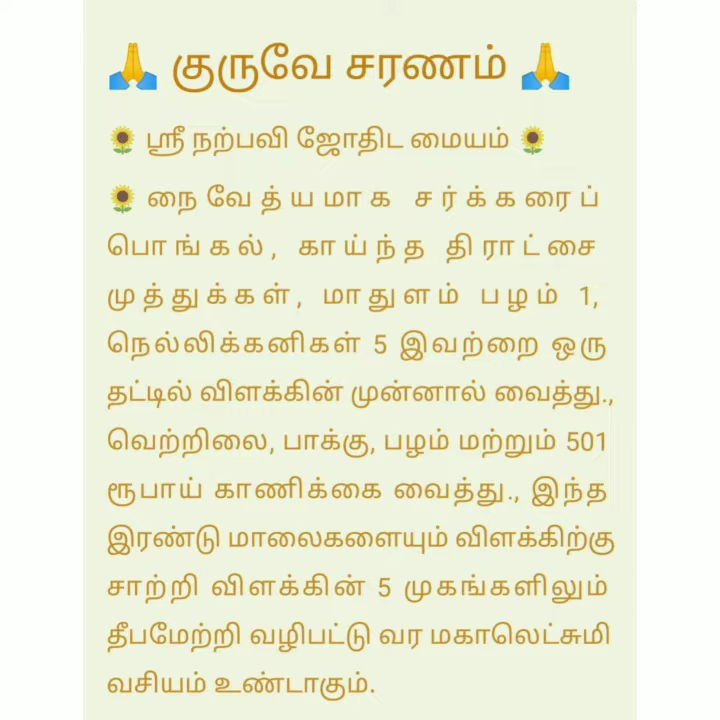 🙏 குருவே சரணம் 🙏
🌻 ஸ்ரீ நற்பவி ஜோதிட மையம் 🌻
🌻 நைவேத்யமாக சர்க்கரைப்
பொங்கல், காய்ந்த திராட்சை
முத்துக்கள், மாதுளம் பழம் 1,
நெல்லிக்கனிகள் 5 இவற்றை ஒரு
தட்டில் விளக்கின் முன்னால் வைத்து.,
வெற்றிலை, பாக்கு, பழம் மற்றும் 501
ரூபாய் காணிக்கை வைத்து., இந்த
இரண்டு மாலைகளையும் விளக்கிற்கு
சாற்றி விளக்கின் 5 முகங்களிலும்
தீபமேற்றி வழிபட்டு வர மகாலெட்சுமி
வசியம் உண்டாகும்.